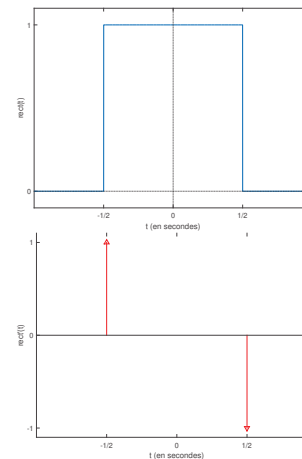 1
rect(t)
0
-1/2 0 1/2
t (en secondes)
1
rect'(t)
0
-1
-1/2 0 1/2
t (en secondes)